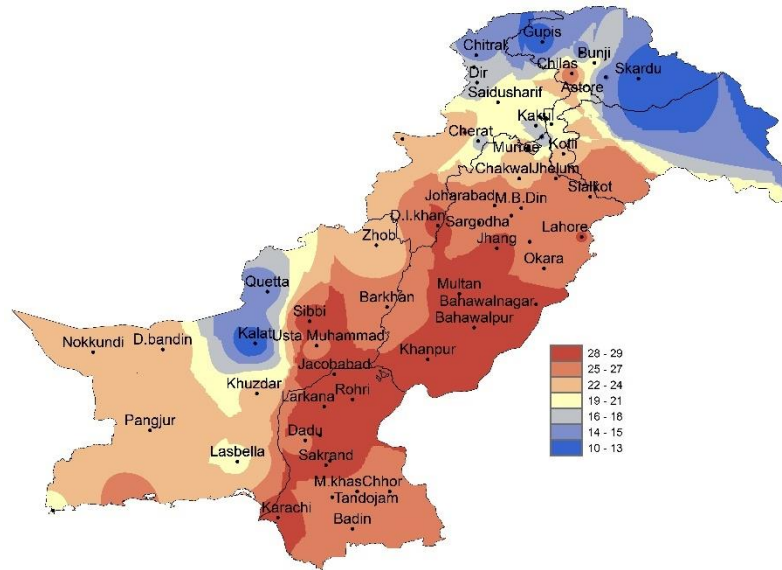 Gupis
Chitral
Bunji
Chilas
Skardu
Dir
Astore
Saidusharif
Kakul
Cherat
Murree
Kotli
Chakwal
Jhelum
Sialkot
Joharabad
M.B.Din
D.I.khan
Sargodha
Lahore
Zhob
Jhang
Okara
Quetta
Multan
Barkhan
Bahawalnagar
Sibbi
Bahawalpur
Kalat
Usta Muhammad
Nokkundi
D.bandin
Khanpur
28 - 29
25 - 27
22 - 24
19 - 21
16 - 18
14 - 15
10 - 13
Jacobabad
Khuzdar
Rohri
Larkana
Pangjur
Dadu
Lasbella
Sakrand
M.khas
Chhor
Tandojam
Karachi
Badin